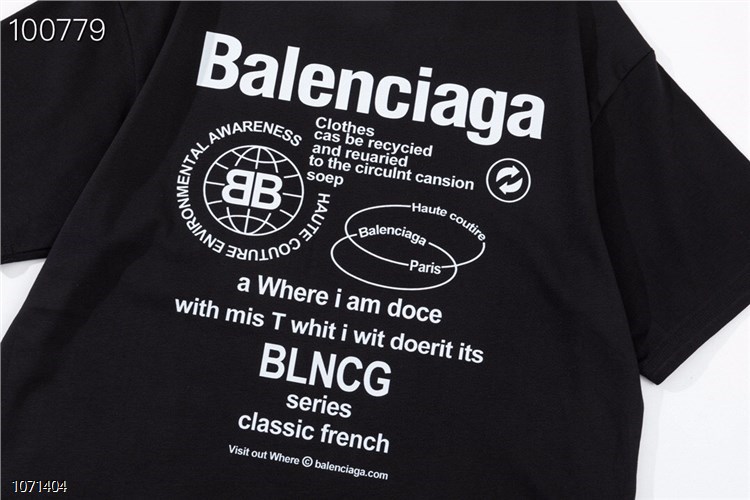 100779
Balenciaga
Clothes
cas be recycied
and reuaried
to the circulnt cansion
soep
HAUTE COUTURE ENVIRONMENTAL AWARENESS
BB
Haute coutire
Balenciaga
Paris
a Where i am doce
with mis T whit i wit doerit its
BLNCG
series
classic french
Visit out Where © balenciaga.com
1071404